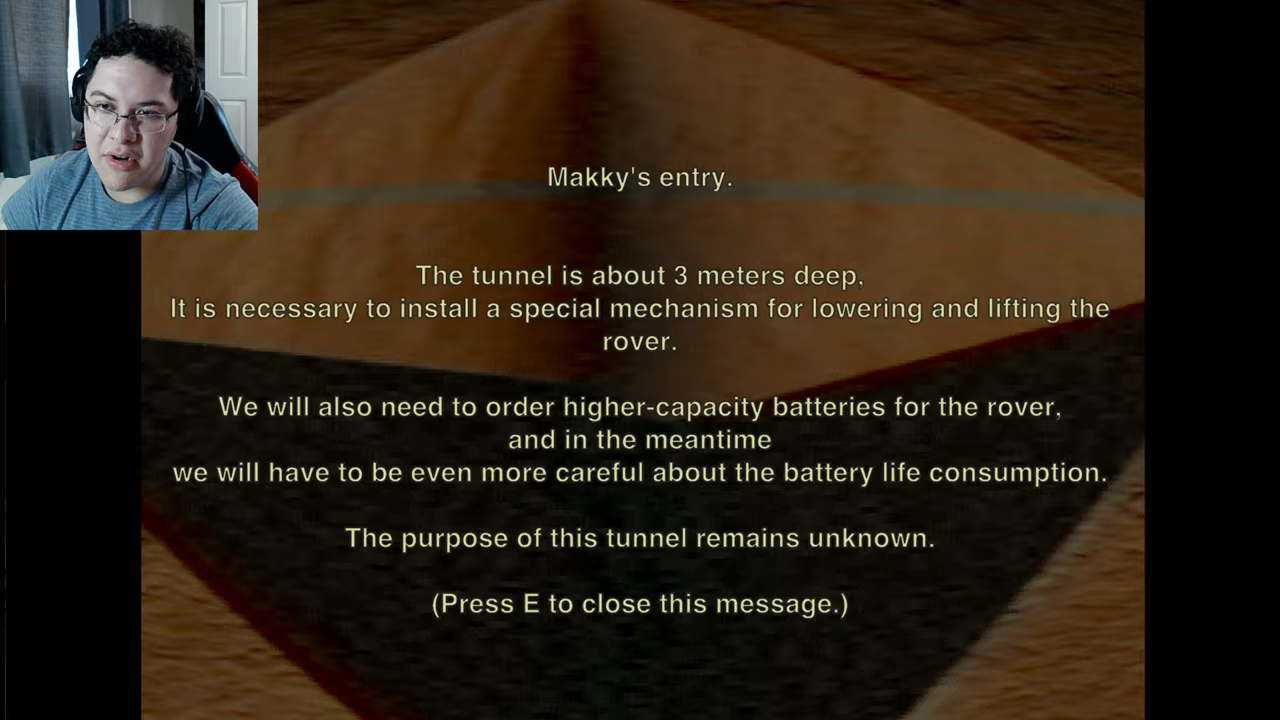 Makky's entry.
The tunnel is about 3 meters deep,
It is necessary to install a special mechanism for lowering and lifting the
rover.
We will also need to order higher-capacity batteries for the rover,
and in the meantime
we will have to be even more careful about the battery life consumption.
The purpose of this tunnel remains unknown.
(Press E to close this message.)